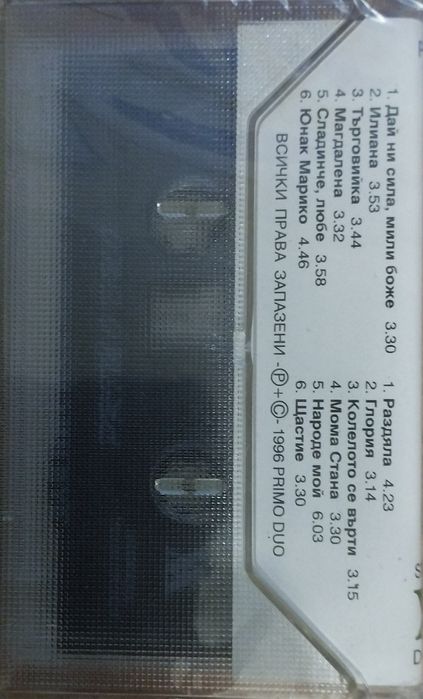 1. Дай ни сила, мили боже 3.30
2. Илиана 3.53
3. Търговийка 3.44
4. Магдалена 3.32
5. Сладинче, любе 3.58
6. Юнак Марико 4.46
1. Раздяла 4.23
2. Глория 3.14
3. Колелото се върти 3.15
4. Мома Стана 3.30
5. Народе мой 6.03
6. Щастие 3.30
ВСИЧКИ ПРАВА ЗАПАЗЕНИ - Ⓟ + © - 1996 PRIMO DUO